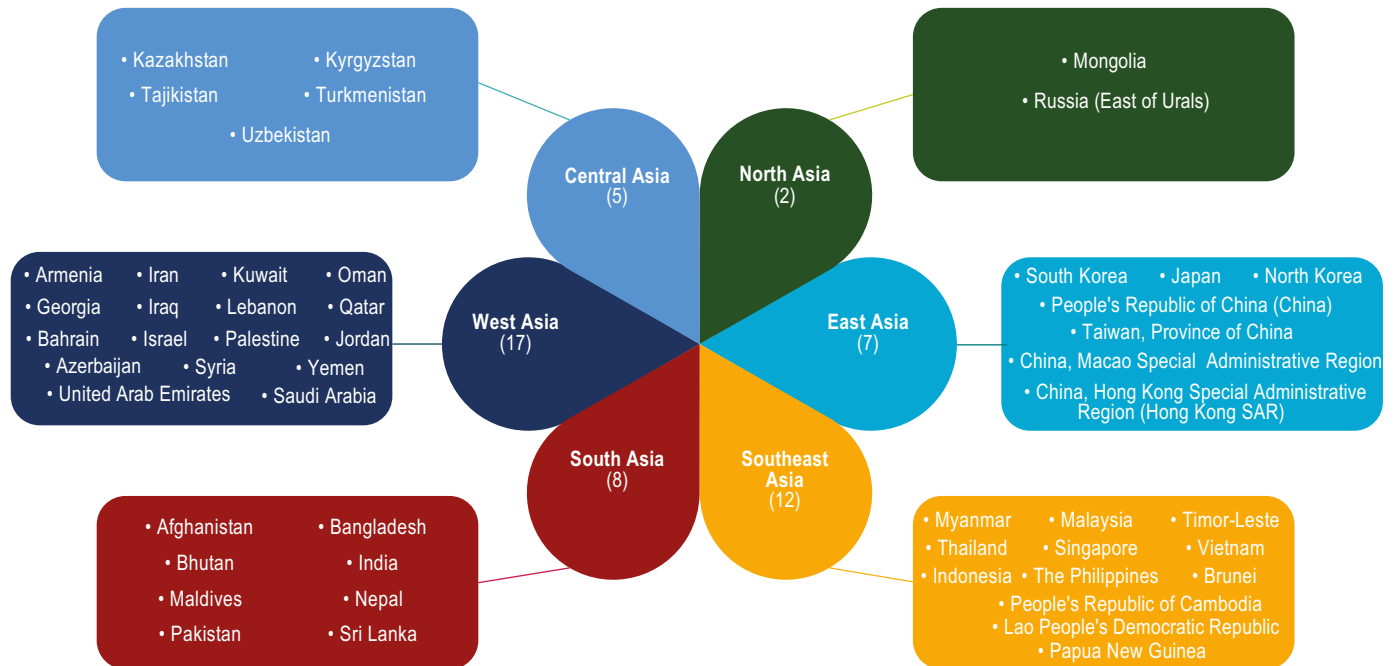 • Kazakhstan • Kyrgyzstan
• Tajikistan • Turkmenistan
• Uzbekistan
• Mongolia
• Russia (East of Urals)
Central Asia
(5)
North Asia
(2)
• Armenia • Iran • Kuwait • Oman
• Georgia • Iraq • Lebanon • Qatar
• Bahrain • Israel • Palestine • Jordan
• Azerbaijan • Syria • Yemen
• United Arab Emirates • Saudi Arabia
West Asia
(17)
East Asia
(7)
• South Korea • Japan • North Korea
• People's Republic of China (China)
• Taiwan, Province of China
• China, Macao Special Administrative Region
• China, Hong Kong Special Administrative
Region (Hong Kong SAR)
South Asia
(8)
Southeast
Asia
(12)
• Afghanistan • Bangladesh
• Bhutan • India
• Maldives • Nepal
• Pakistan • Sri Lanka
• Myanmar • Malaysia • Timor-Leste
• Thailand • Singapore • Vietnam
• Indonesia • The Philippines • Brunei
• People's Republic of Cambodia
• Lao People's Democratic Republic
• Papua New Guinea